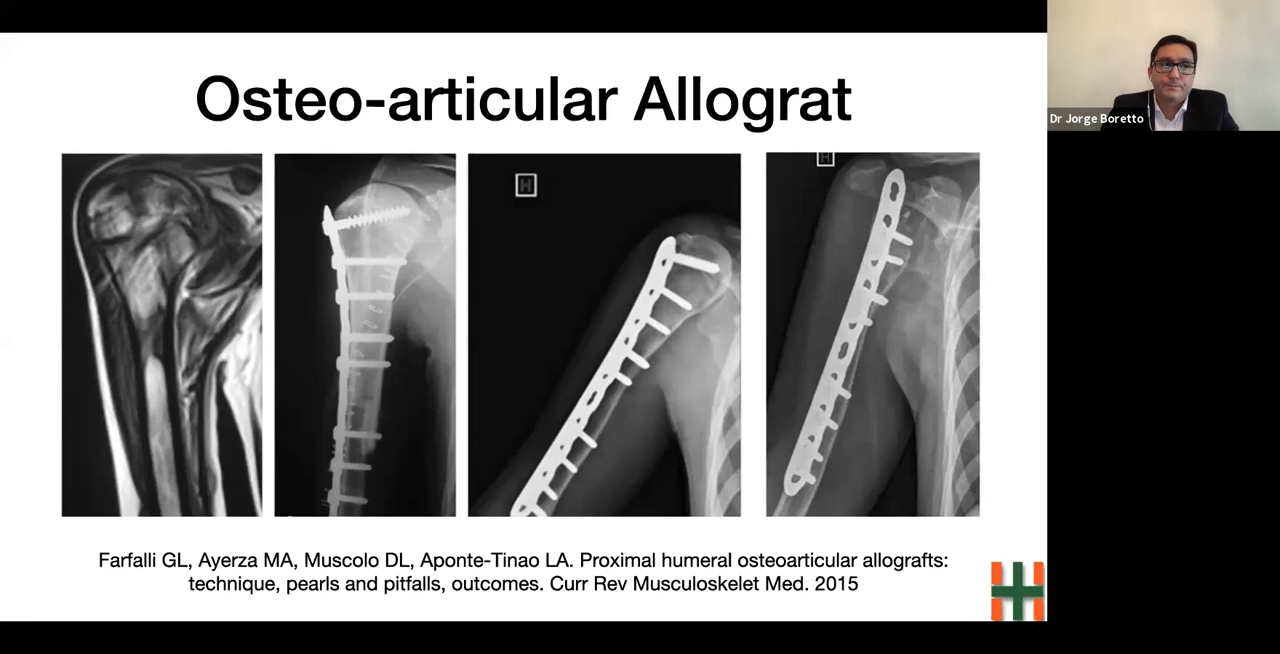 Osteo-articular Allograt
Dr Jorge Boretto
H
H
Farfalli GL, Ayerza MA, Muscolo DL, Aponte-Tinao LA. Proximal humeral osteoarticular allografts:
technique, pearls and pitfalls, outcomes. Curr Rev Musculoskelet Med. 2015